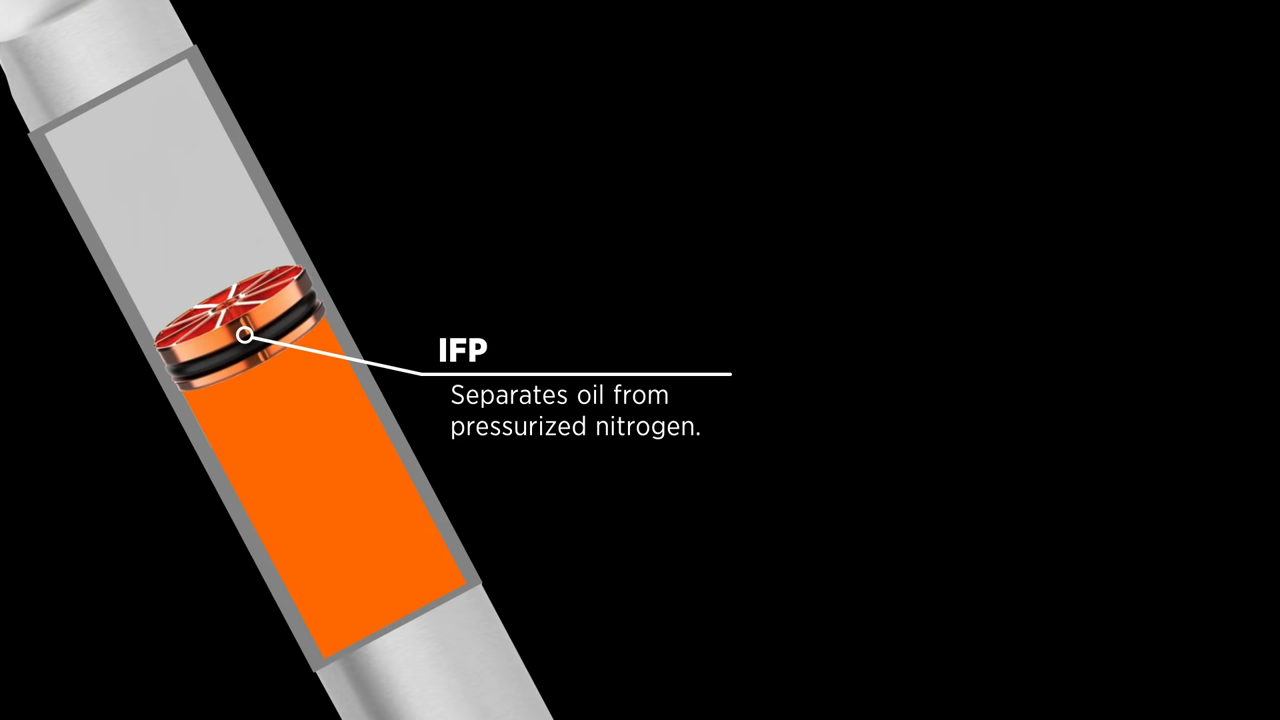 IFP
Separates oil from
pressurized nitrogen.